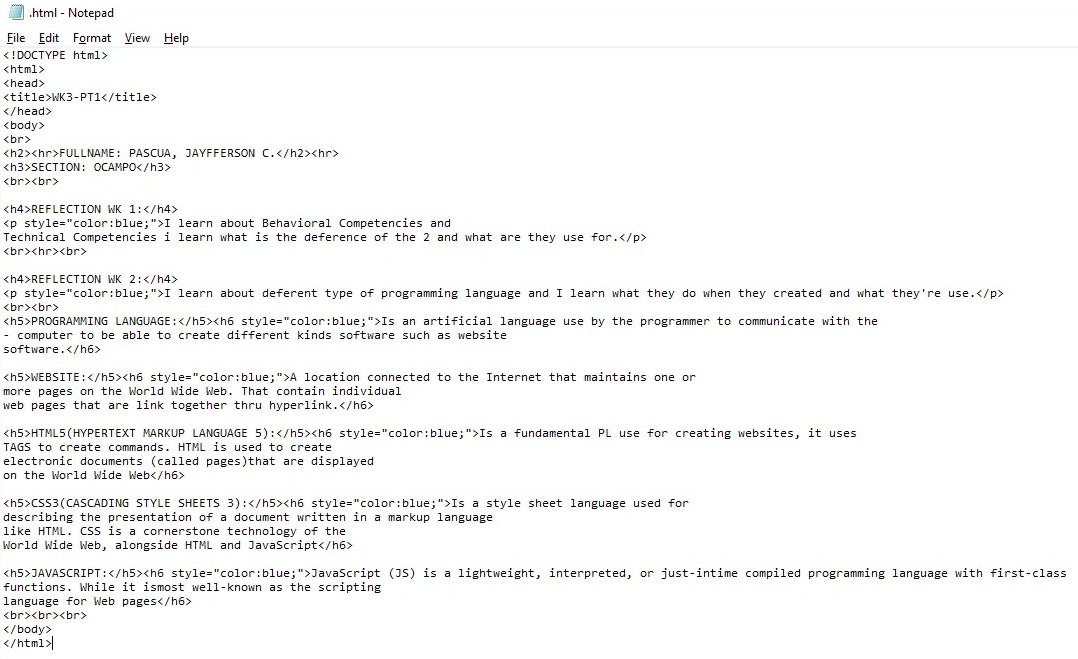 .html - Notepad
File Edit Format View Help
<!DOCTYPE html>
<html>
<head>
<title>WK3-PT1</title>
</head>
<body>
<br>
<h2><hr>FULLNAME: PASCUA, JAYFFERSON C.</h2><hr>
<h3>SECTION: OCAMPO</h3>
<br><br>
<h4>REFLECTION WK 1:</h4>
<p style="color:blue;">I learn about Behavioral Competencies and
Technical Competencies i learn what is the deference of the 2 and what are they use for.</p>
<br><hr><br>
<h4>REFLECTION WK 2:</h4>
<p style="color:blue;">I learn about deferent type of programming language and I learn what they do when they created and what they're use.</p>
<br><br>
<h5>PROGRAMMING LANGUAGE:</h5><h6 style="color:blue;">Is an artificial language use by the programmer to communicate with the
- computer to be able to create different kinds software such as website
software.</h6>
<h5>WEBSITE:</h5><h6 style="color:blue;">A location connected to the Internet that maintains one or
more pages on the World Wide Web. That contain individual
web pages that are link together thru hyperlink.</h6>
<h5>HTML5(HYPERTEXT MARKUP LANGUAGE 5):</h5><h6 style="color:blue;">Is a fundamental PL use for creating websites, it uses
TAGS to create commands. HTML is used to create
electronic documents (called pages)that are displayed
on the World Wide Web</h6>
<h5>CSS3(CASCADING STYLE SHEETS 3):</h5><h6 style="color:blue;">Is a style sheet language used for
describing the presentation of a document written in a markup language
like HTML. CSS is a cornerstone technology of the
World Wide Web, alongside HTML and JavaScript</h6>
<h5>JAVASCRIPT:</h5><h6 style="color:blue;">JavaScript (JS) is a lightweight, interpreted, or just-intime compiled programming language with first-class
functions. While it ismost well-known as the scripting
language for Web pages</h6>
<br><br><br>
</body>
</html>